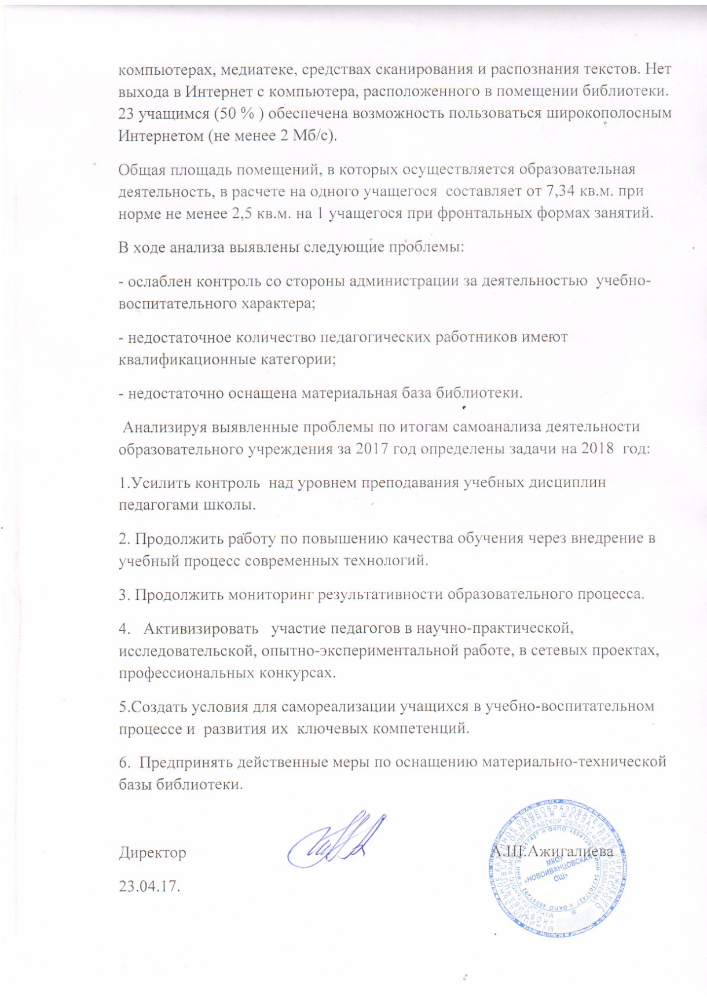 компьютерах, медиатеке, средствах сканирования и распознания текстов. Нет
выхода в Интернет с компьютера, расположенного в помещении библиотеки.
23 учащимся (50 % ) обеспечена возможность пользоваться широкополосным
Интернетом (не менее 2 Мб/с).
Общая площадь помещений, в которых осуществляется образовательная
деятельность, в расчете на одного учащегося составляет от 7,34 кв.м. при
норме не менее 2,5 кв.м. на 1 учащегося при фронтальных формах занятий.
В ходе анализа выявлены следующие проблемы:
- ослаблен контроль со стороны администрации за деятельностью учебно-
воспитательного характера;
- недостаточное количество педагогических работников имеют
квалификационные категории;
- недостаточно оснащена материальная база библиотеки.
Анализируя выявленные проблемы по итогам самоанализа деятельности
образовательного учреждения за 2017 год определены задачи на 2018 год:
1.Усилить контроль над уровнем преподавания учебных дисциплин
педагогами школы.
2. Продолжить работу по повышению качества обучения через внедрение в
учебный процесс современных технологий.
3. Продолжить мониторинг результативности образовательного процесса.
4. Активизировать участие педагогов в научно-практической,
исследовательской, опытно-экспериментальной работе, в сетевых проектах,
профессиональных конкурсах.
5.Создать условия для самореализации учащихся в учебно-воспитательном
процессе и развития их ключевых компетенций.
6. Предпринять действенные меры по оснащению материально-технической
базы библиотеки.
Директор А.Ш.Ажигалиева
23.04.17.
МКОУ
«НОВОИВАНЦОВСКАЯ
ОШ»